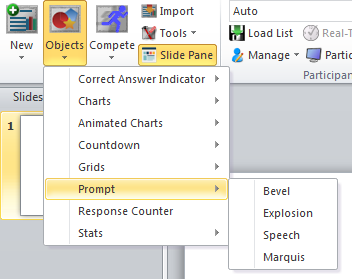 New
Objects
Compete
Import
Tools
Slide Pane
Auto
Load List
Real-T
Manage
Participan
Slides
1
Correct Answer Indicator
Charts
Animated Charts
Countdown
Grids
Prompt
Response Counter
Stats
Bevel
Explosion
Speech
Marquis